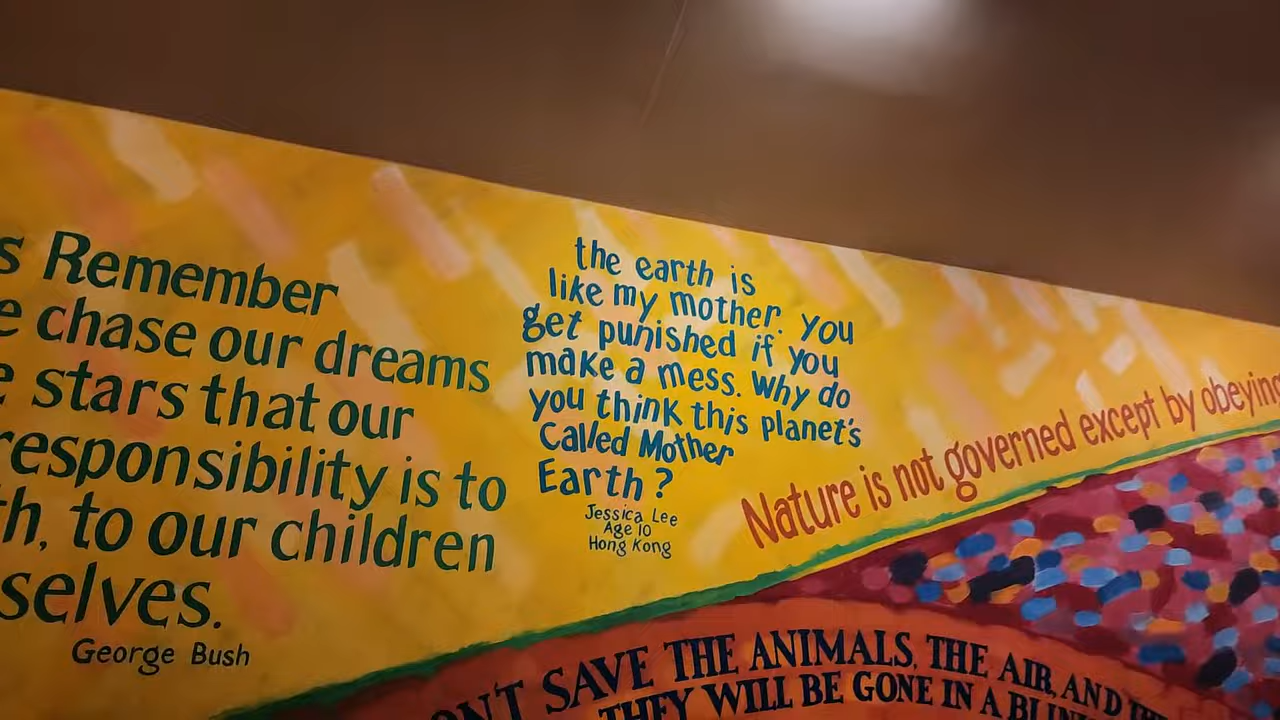 s Remember
e chase our dreams
e stars that our
responsibility is to
h, to our children
selves.
George Bush
the earth is
like my mother. you
get punished if you
make a mess. Why do
you think this planet's
Called Mother
Earth?
Jessica Lee
Age 10
Hong Kong
Nature is not governed except by obeying
ON'T SAVE THE ANIMALS, THE AIR, AND
THEY WILL BE GONE IN A BLIN